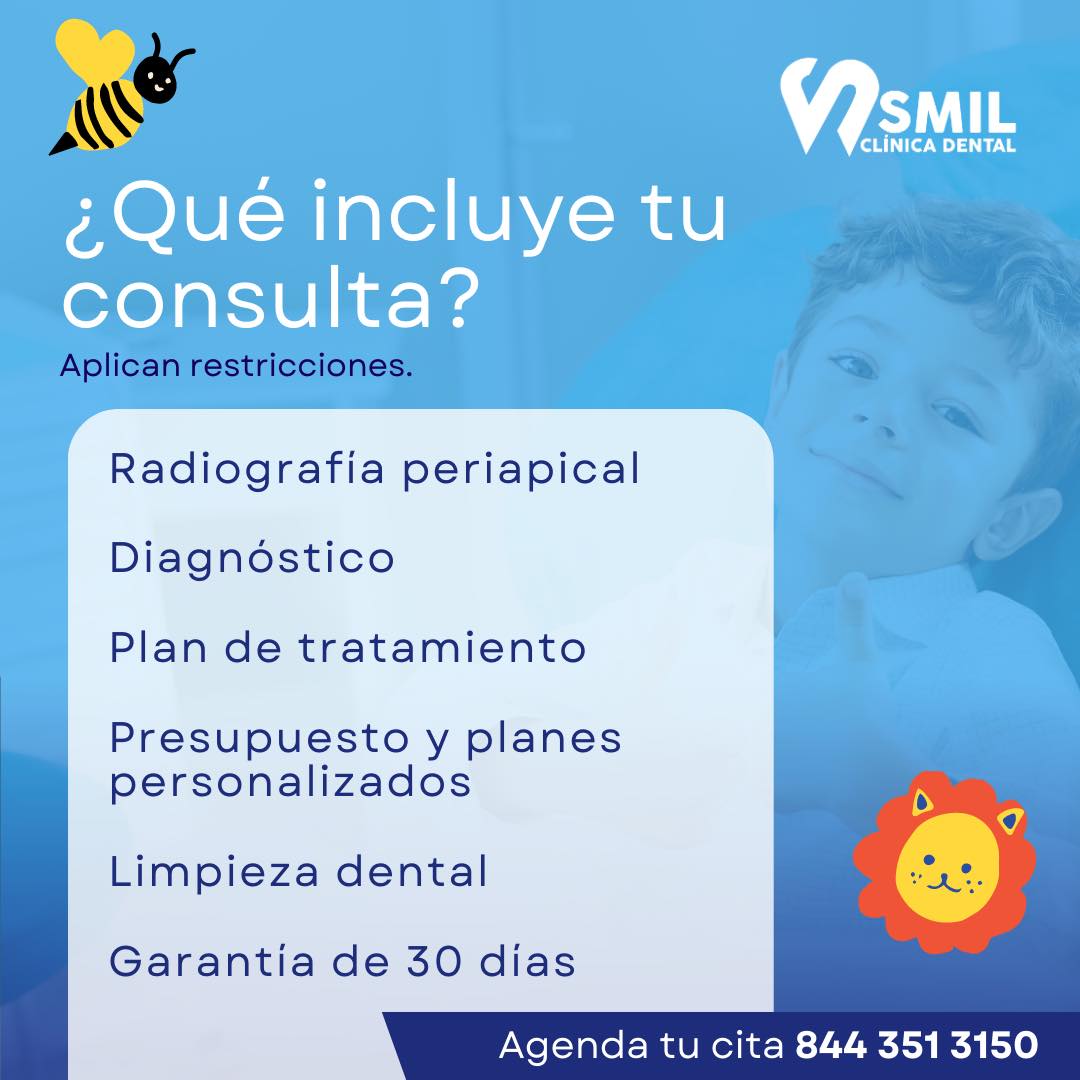 SMIL
CLÍNICA DENTAL
¿Qué incluye tu
consulta?
Aplican restricciones.
Radiografía periapical
Diagnóstico
Plan de tratamiento
Presupuesto y planes
personalizados
Limpieza dental
Garantía de 30 días
Agenda tu cita 844 351 3150